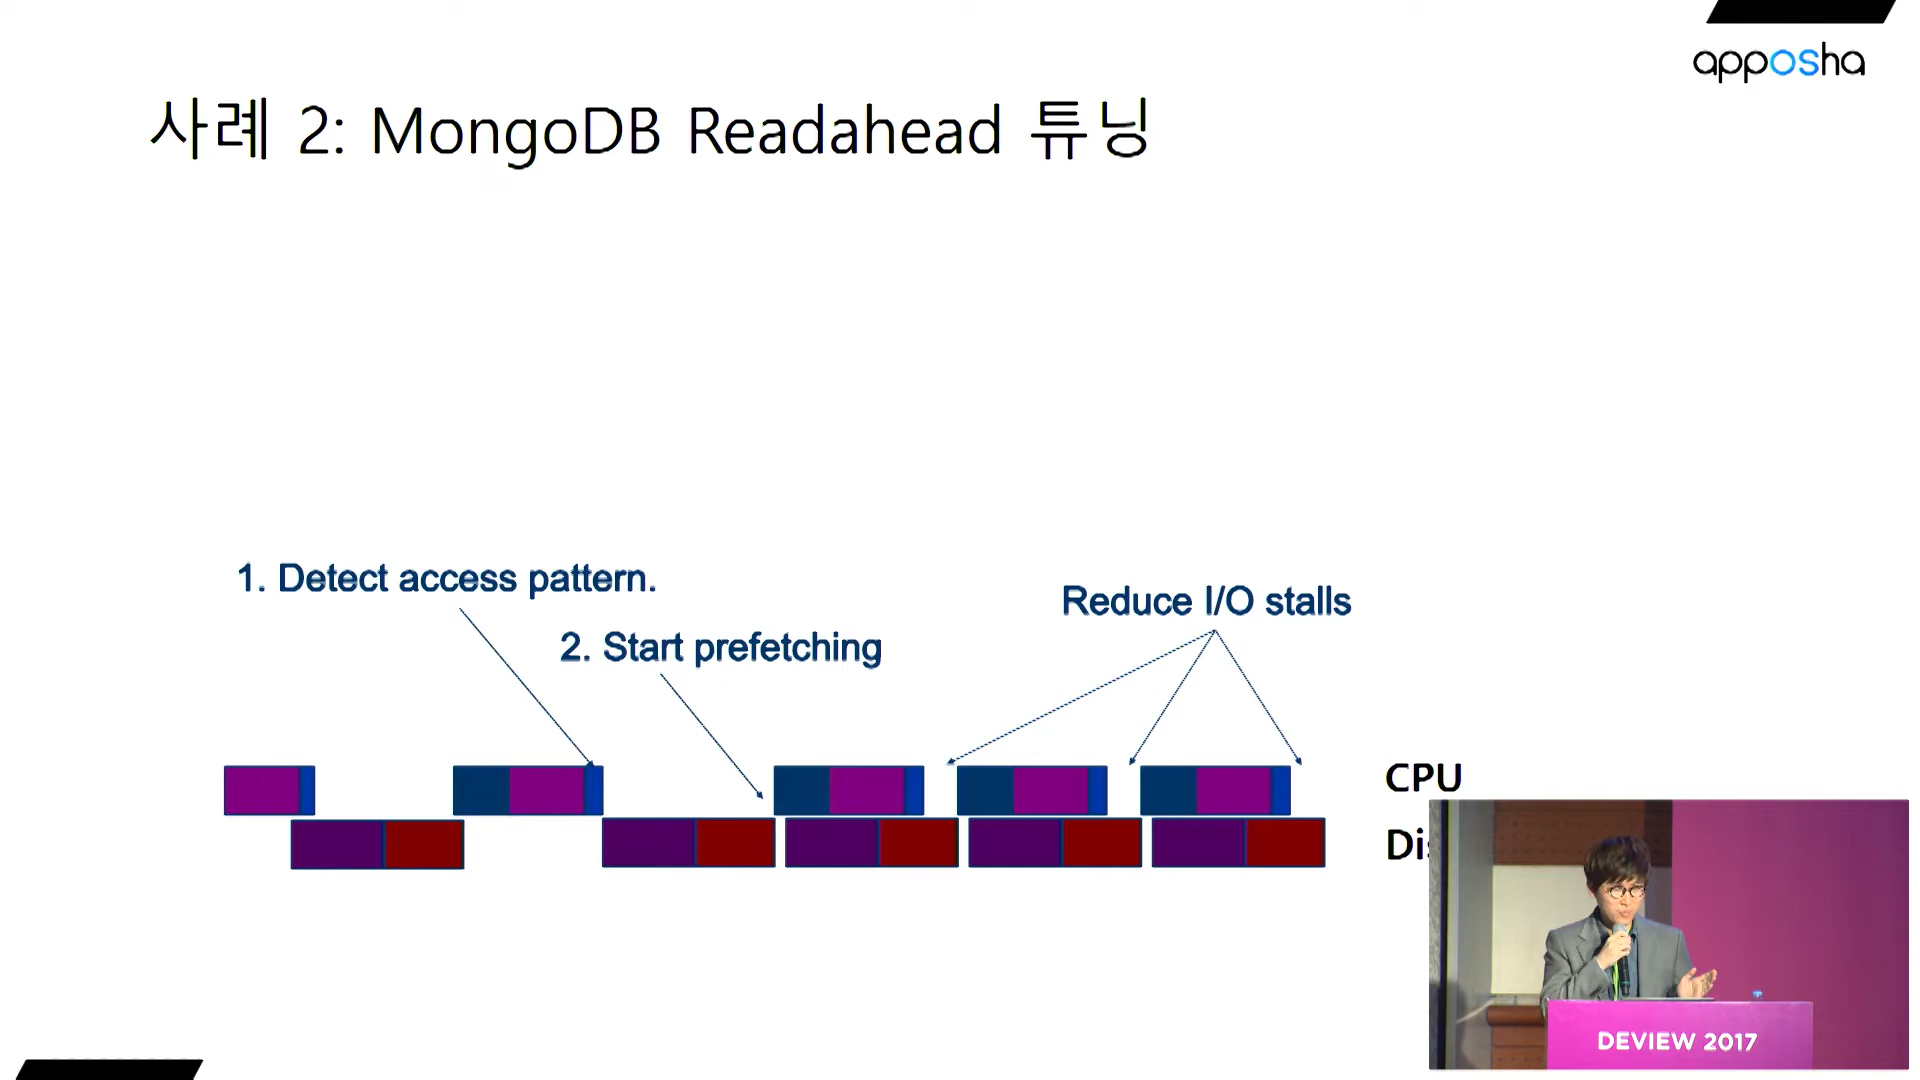 apposha
사례 2: MongoDB Readahead 튜닝
1. Detect access pattern.
Reduce I/O stalls
2. Start prefetching
CPU
DEVIEW 2017